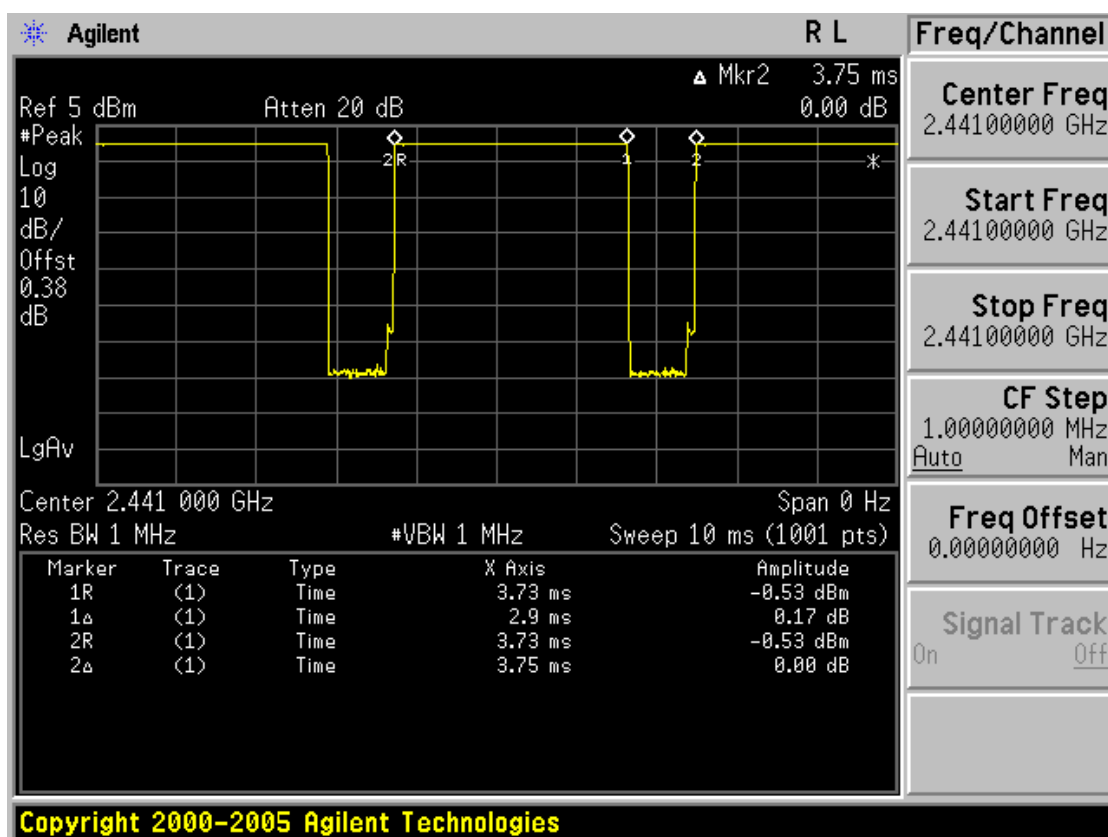 Agilent
R L
Freq/Channel
Δ Mkr2 3.75 ms
Ref 5 dBm Atten 20 dB 0.00 dB
#Peak
Log
10
dB/
Offst
0.38
dB
LgAv
2R
1
2
*
Center 2.441 000 GHz Span 0 Hz
Res BW 1 MHz #VBW 1 MHz Sweep 10 ms (1001 pts)
Marker Trace Type X Axis Amplitude
1R (1) Time 3.73 ms -0.53 dBm
1Δ (1) Time 2.9 ms 0.17 dB
2R (1) Time 3.73 ms -0.53 dBm
2Δ (1) Time 3.75 ms 0.00 dB
Center Freq
2.44100000 GHz
Start Freq
2.44100000 GHz
Stop Freq
2.44100000 GHz
CF Step
1.00000000 MHz
Auto Man
Freq Offset
0.00000000 Hz
Signal Track
On Off
Copyright 2000-2005 Agilent Technologies